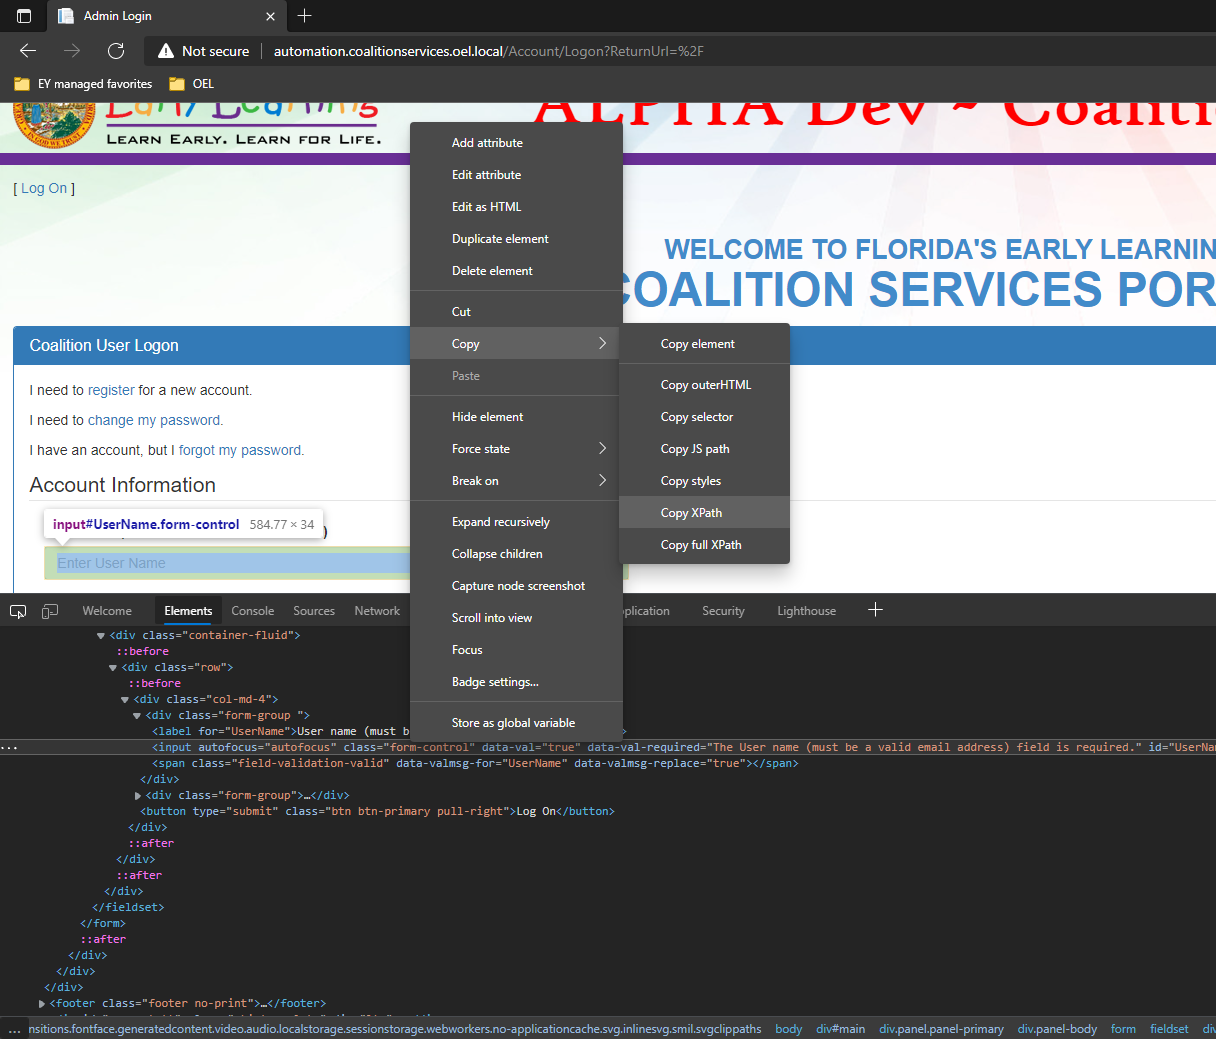 Admin Login
Not secure
automation.coalitionservices.oel.local/Account/Logon?ReturnUrl=%2F
EY managed favorites
OEL
Early Learning
LEARN EARLY. LEARN FOR LIFE.
ALPHA Dev ~ Coaliti
[ Log On ]
WELCOME TO FLORIDA'S EARLY LEARNIN
COALITION SERVICES POR
Coalition User Logon
I need to register for a new account.
I need to change my password.
I have an account, but I forgot my password.
Account Information
input#UserName.form-control 584.77 × 34
)
Enter User Name
Add attribute
Edit attribute
Edit as HTML
Duplicate element
Delete element
Cut
Copy
Paste
Hide element
Force state
Break on
Expand recursively
Collapse children
Capture node screenshot
Scroll into view
Focus
Badge settings...
Store as global variable
Copy element
Copy outerHTML
Copy selector
Copy JS path
Copy styles
Copy XPath
Copy full XPath
Welcome
Elements
Console
Sources
Network
plication
Security
Lighthouse
<div class="container-fluid">
::before
<div class="row">
::before
<div class="col-md-4">
<div class="form-group ">
<label for="UserName">User name (must b
>
... <input autofocus="autofocus" class="form-control" data-val="true" data-val-required="The User name (must be a valid email address) field is required." id="UserNam
<span class="field-validation-valid" data-valmsg-for="UserName" data-valmsg-replace="true"></span>
</div>
<div class="form-group">…</div>
<button type="submit" class="btn btn-primary pull-right">Log On</button>
</div>
::after
</div>
::after
</div>
</fieldset>
</form>
::after
</div>
</div>
</div>
<footer class="footer no-print">…</footer>
... nsitions.fontface.generatedcontent.video.audio.localstorage.sessionstorage.webworkers.no-applicationcache.svg.inlinesvg.smil.svgclippaths body div#main div.panel.panel-primary div.panel-body form fieldset div